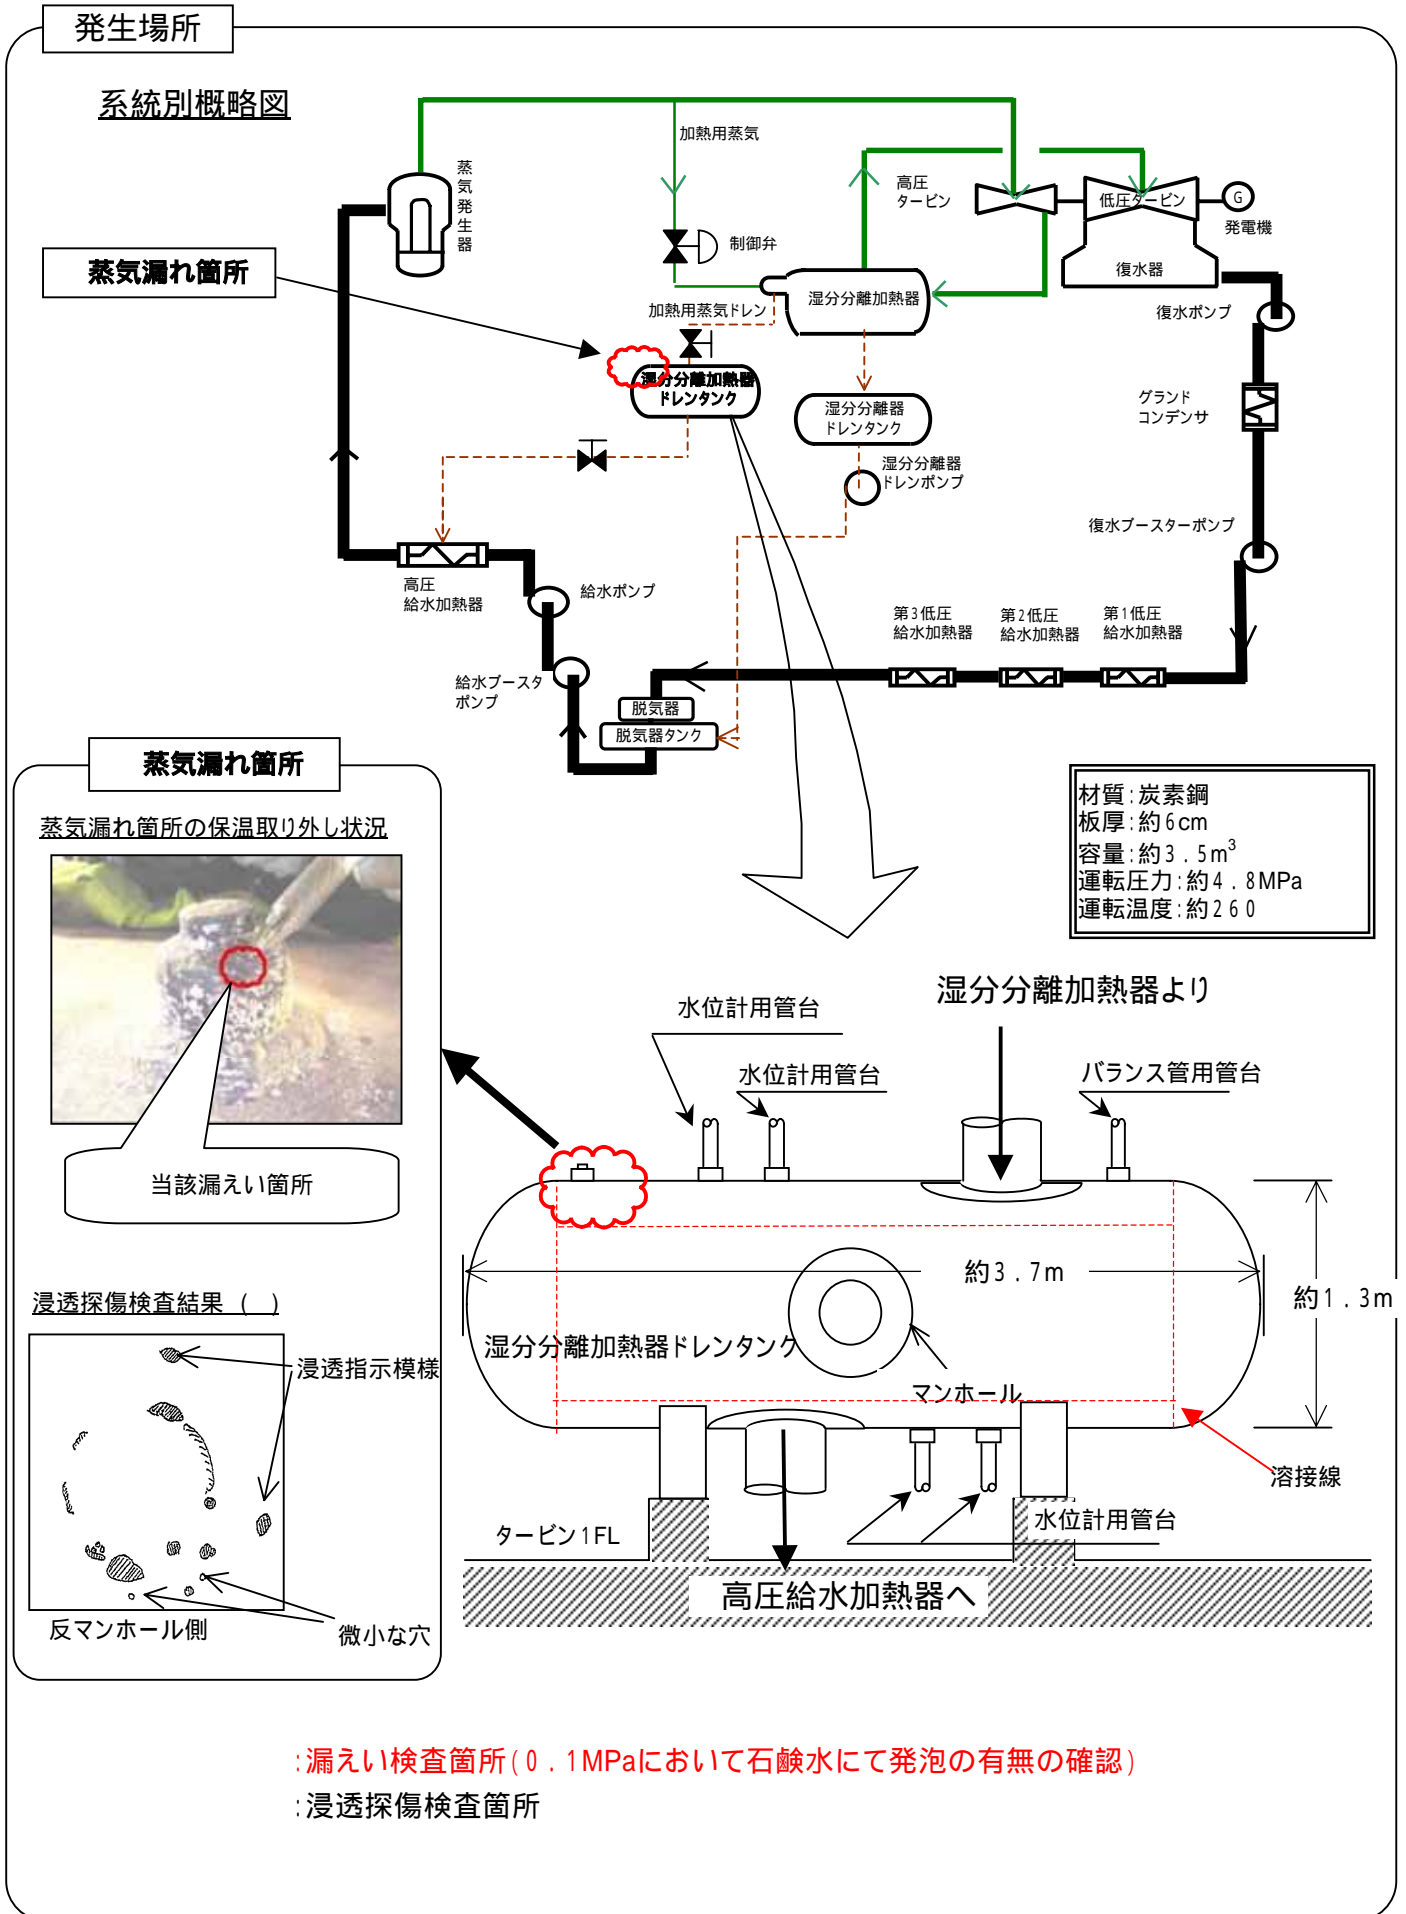 発生場所
系統別概略図
加熱用蒸気
蒸気発生器
高圧
タービン
低圧タービン
G
発電機
制御弁
復水器
蒸気漏れ箇所
湿分分離加熱器
加熱用蒸気ドレン
復水ポンプ
湿分分離加熱器
ドレンタンク
湿分分離器
ドレンタンク
グランド
コンデンサ
湿分分離器
ドレンポンプ
復水ブースターポンプ
高圧
給水加熱器
給水ポンプ
第3低圧
給水加熱器
第2低圧
給水加熱器
第1低圧
給水加熱器
給水ブースタ
ポンプ
脱気器
脱気器タンク
蒸気漏れ箇所
蒸気漏れ箇所の保温取り外し状況
当該漏えい箇所
浸透探傷検査結果 ( )
浸透指示模様
反マンホール側
微小な穴
材質:炭素鋼
板厚:約6cm
容量:約3.5m³
運転圧力:約4.8MPa
運転温度:約260
湿分分離加熱器より
水位計用管台
水位計用管台
バランス管用管台
約3.7m
約1.3m
湿分分離加熱器ドレンタンク
マンホール
溶接線
タービン1FL
水位計用管台
高圧給水加熱器へ
:漏えい検査箇所(0.1MPaにおいて石鹸水にて発泡の有無の確認)
:浸透探傷検査箇所